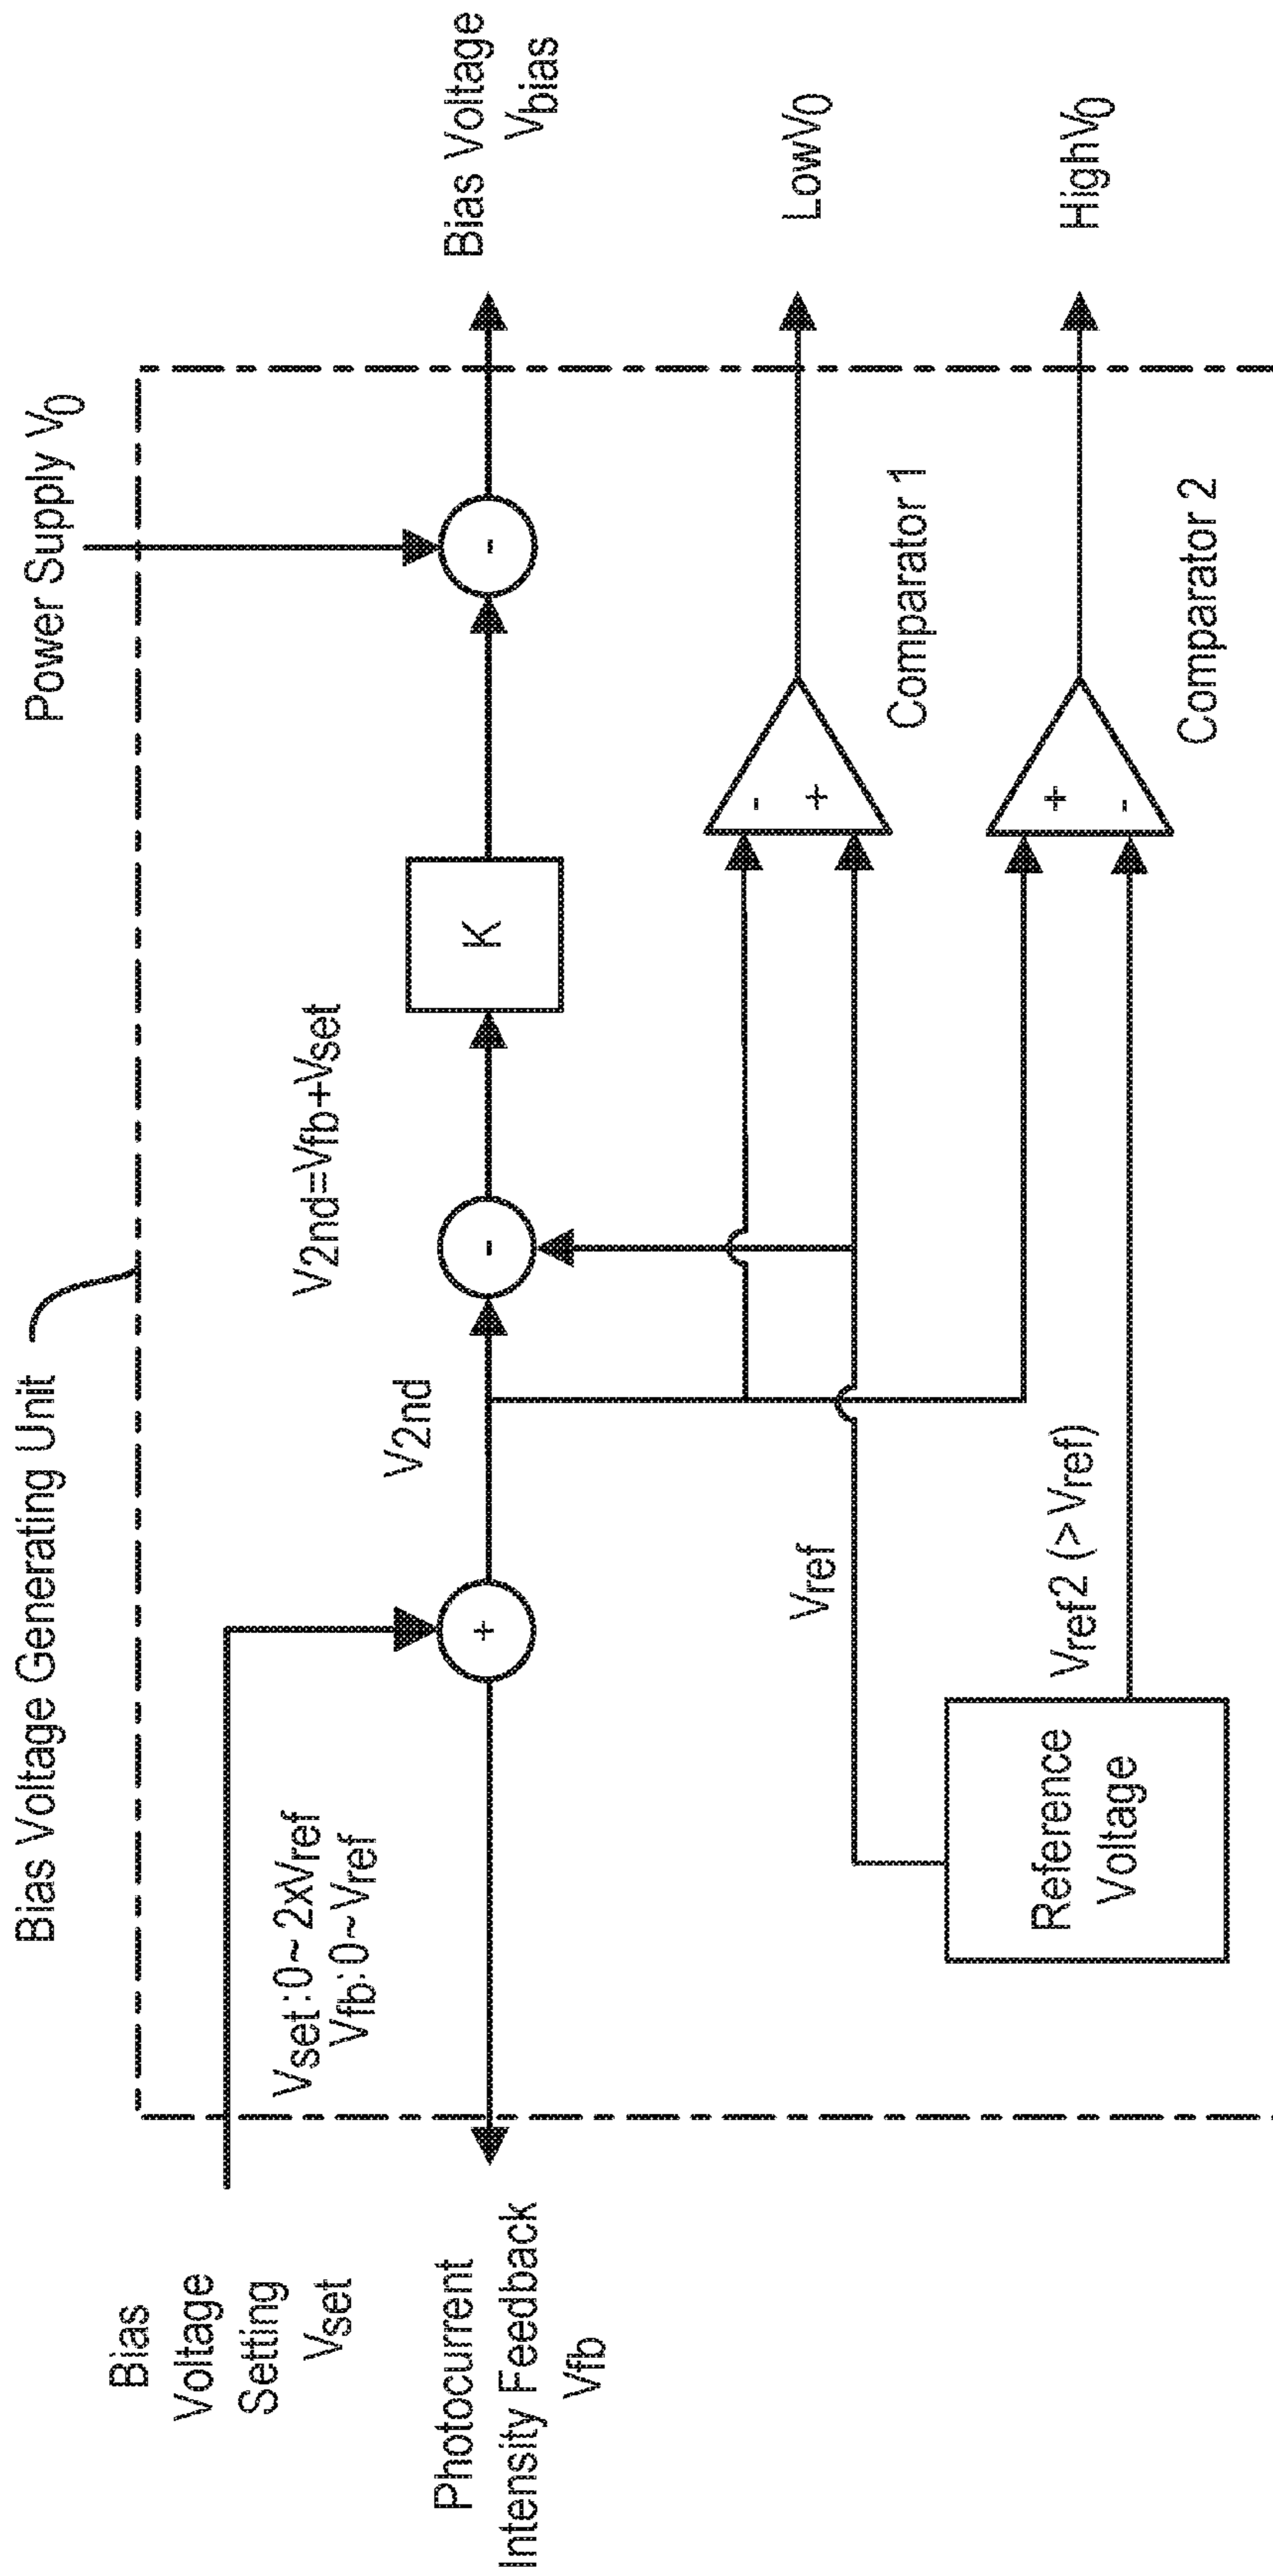 Bias Voltage Generating Unit
Power Supply V0
Bias
Voltage
Setting
Vset
Vset:0~2xVref
Vfb:0~Vref
V2nd=Vfb+Vset
Photocurrent
Intensity Feedback
Vfb
+
V2nd
-
K
-
Bias Voltage
Vbias
Vref
-
+
Comparator 1
LowV0
Reference
Voltage
Vref2 (>Vref)
+
-
Comparator 2
HighV0